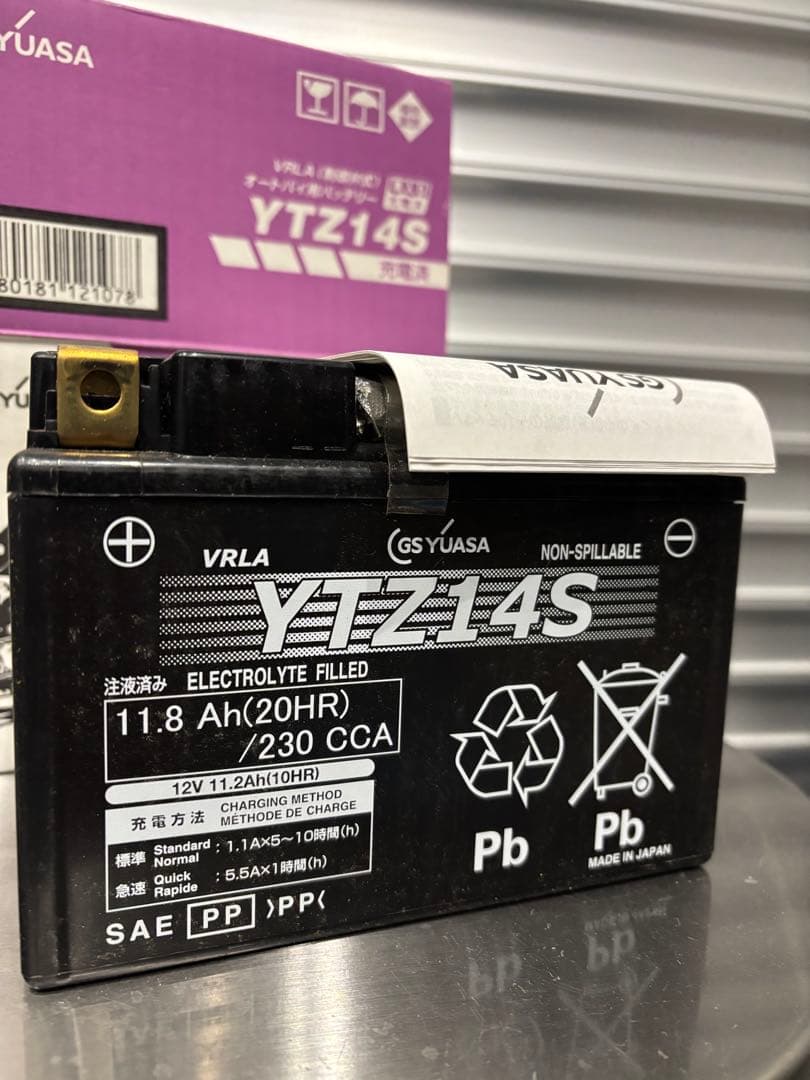 YUASA
VRLA (制御弁式)
オートバイ用バッテリー
YTZ14S
充電済
80181 121078
YU
GS YUASA
VRLA
GS YUASA
NON-SPILLABLE
YTZ14S
注液済み ELECTROLYTE FILLED
11.8 Ah(20HR)
/230 CCA
12V 11.2Ah(10HR)
充電方法 CHARGING METHOD
MÉTHODE DE CHARGE
標準 Standard Normal : 1.1A×5~10時間(h)
急速 Quick Rapide : 5.5A×1時間(h)
SAE PP >PP<
Pb
Pb
MADE IN JAPAN